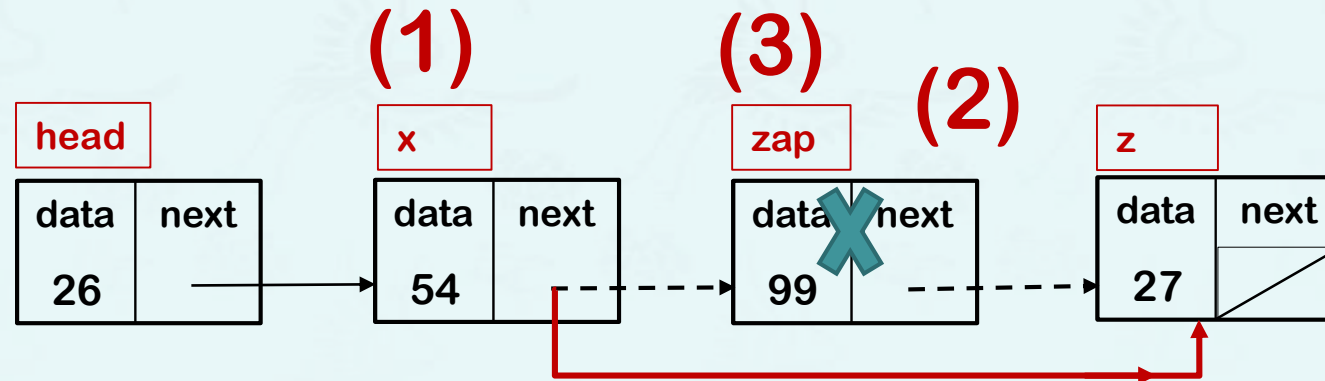 (1) (3)
(2)
head x zap z
data next data next data next data next
26 54 99 27